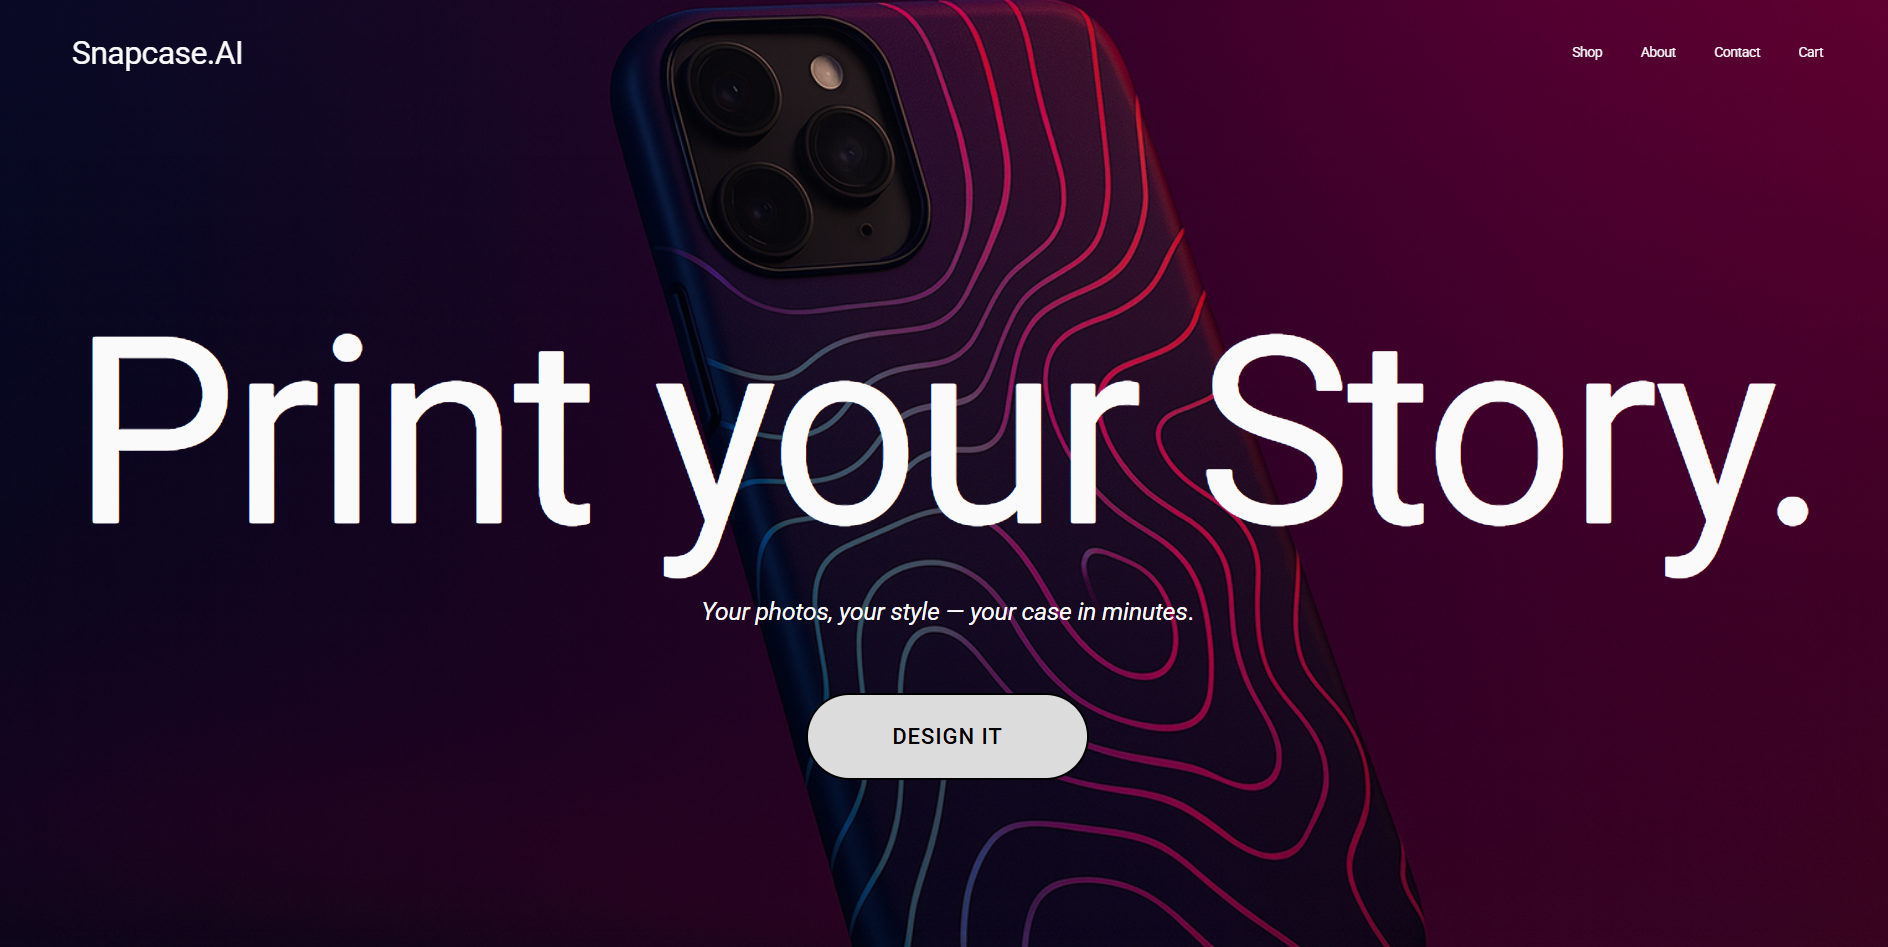 Snapcase.AI
Shop About Contact Cart
Print your Story.
Your photos, your style — your case in minutes.
DESIGN IT